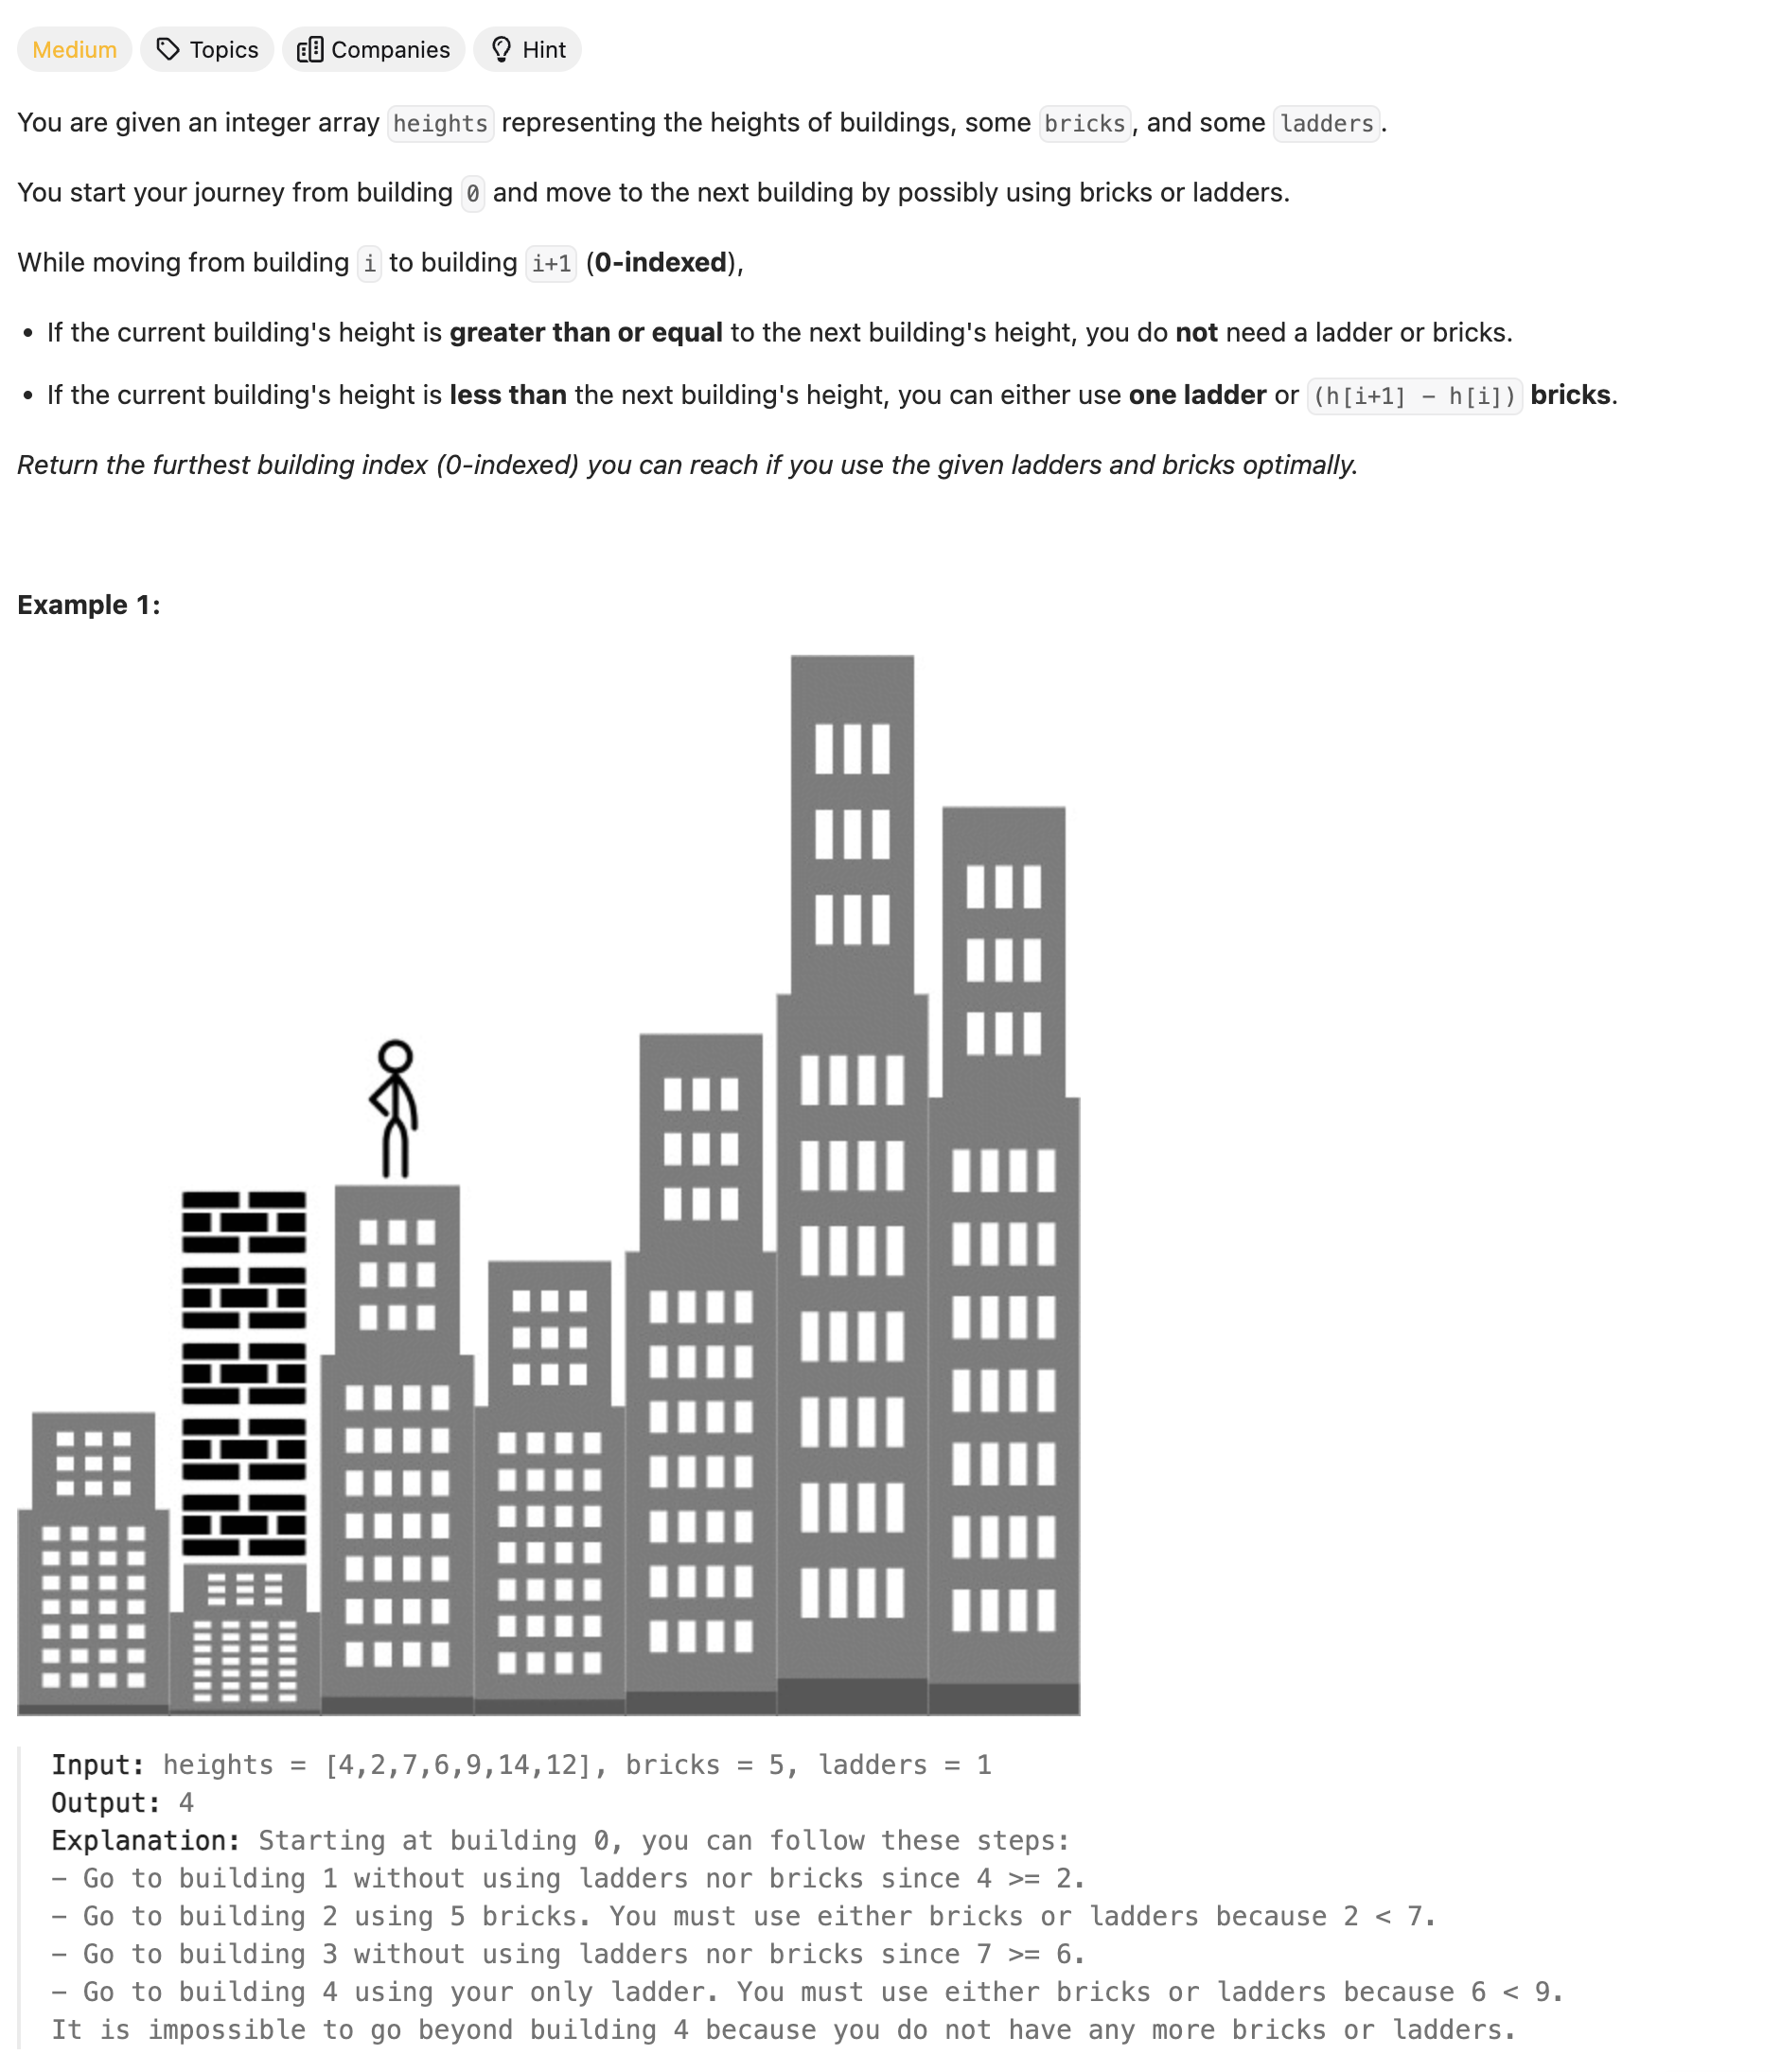 Medium Topics Companies Hint
You are given an integer array heights representing the heights of buildings, some bricks, and some ladders.
You start your journey from building 0 and move to the next building by possibly using bricks or ladders.
While moving from building i to building i+1 (0-indexed),
• If the current building's height is greater than or equal to the next building's height, you do not need a ladder or bricks.
• If the current building's height is less than the next building's height, you can either use one ladder or (h[i+1] - h[i]) bricks.
Return the furthest building index (0-indexed) you can reach if you use the given ladders and bricks optimally.
Example 1:
Input: heights = [4,2,7,6,9,14,12], bricks = 5, ladders = 1
Output: 4
Explanation: Starting at building 0, you can follow these steps:
- Go to building 1 without using ladders nor bricks since 4 >= 2.
- Go to building 2 using 5 bricks. You must use either bricks or ladders because 2 < 7.
- Go to building 3 without using ladders nor bricks since 7 >= 6.
- Go to building 4 using your only ladder. You must use either bricks or ladders because 6 < 9.
It is impossible to go beyond building 4 because you do not have any more bricks or ladders.